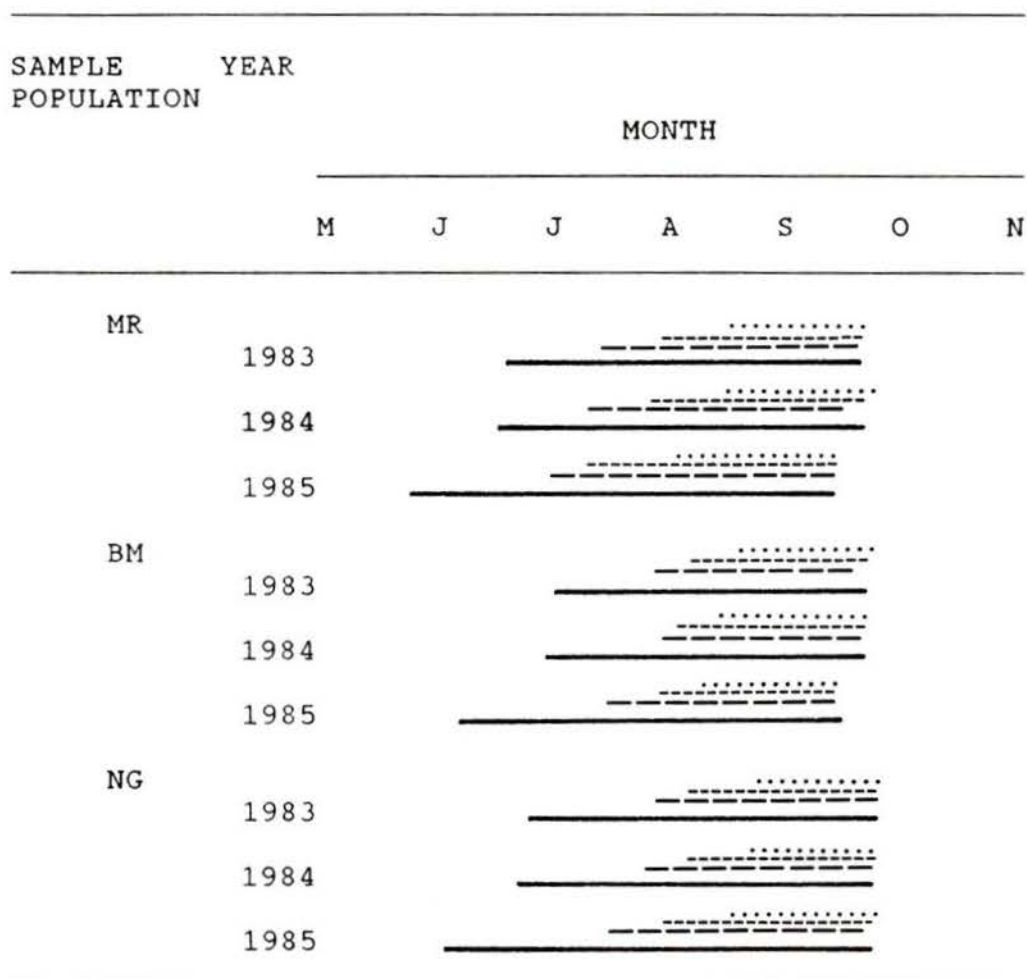 SAMPLE YEAR
POPULATION
MONTH
M J J A S O N
MR
1983
1984
1985
BM
1983
1984
1985
NG
1983
1984
1985